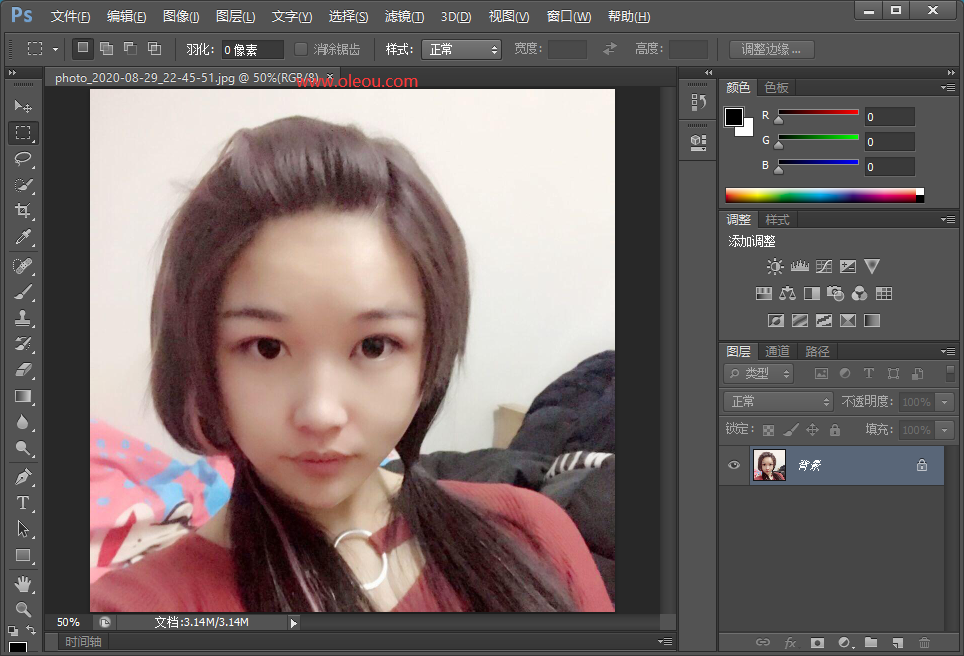 Ps 文件(F) 编辑(E) 图像(I) 图层(L) 文字(Y) 选择(S) 滤镜(T) 3D(D) 视图(V) 窗口(W) 帮助(H)
羽化: 0 像素 消除锯齿 样式: 正常 宽度: 高度: 调整边缘...
photo_2020-08-29_22-45-51.jpg @ 50%(RGB/8) ×
www.oleou.com
颜色 色板
R 0
G 0
B 0
调整 样式
添加调整
图层 通道 路径
类型
正常 不透明度: 100%
锁定: 填充: 100%
背景
fx
50% 文档:3.14M/3.14M
时间轴